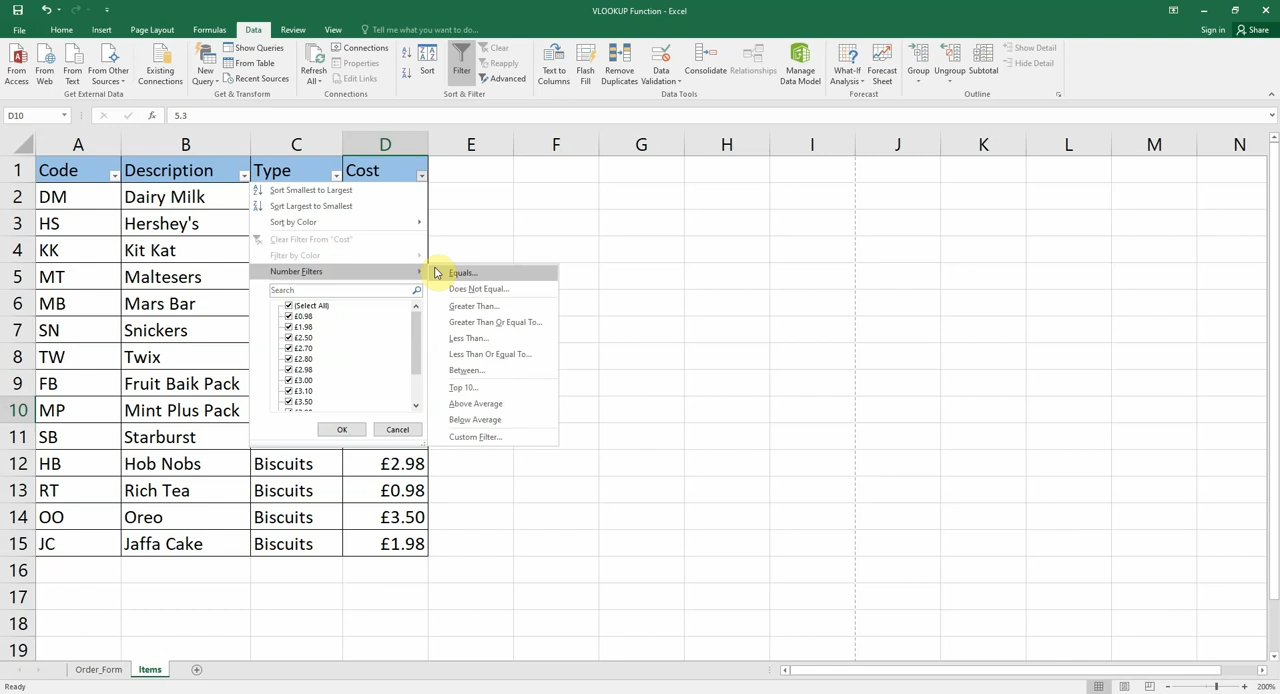 VLOOKUP Function - Excel
File Home Insert Page Layout Formulas Data Review View Tell me what you want to do... Sign in Share
From Access
From Web
From Text
From Other Sources
Existing Connections
Get External Data
New Query
Show Queries
From Table
Recent Sources
Get & Transform
Refresh All
Connections
Properties
Edit Links
Connections
Sort
Filter
Clear
Reapply
Advanced
Sort & Filter
Text to Columns
Flash Fill
Remove Duplicates
Data Validation
Consolidate
Relationships
Manage Data Model
Data Tools
What-If Analysis
Forecast Sheet
Forecast
Group
Ungroup
Subtotal
Show Detail
Hide Detail
Outline
D10 fx 5.3
A B C D E F G H I J K L M N
1 Code Description Type Cost
2 DM Dairy Milk
3 HS Hershey's
4 KK Kit Kat
5 MT Maltesers
6 MB Mars Bar
7 SN Snickers
8 TW Twix
9 FB Fruit Baik Pack
10 MP Mint Plus Pack
11 SB Starburst
12 HB Hob Nobs Biscuits £2.98
13 RT Rich Tea Biscuits £0.98
14 OO Oreo Biscuits £3.50
15 JC Jaffa Cake Biscuits £1.98
16
17
18
19
Sort Smallest to Largest
Sort Largest to Smallest
Sort by Color
Clear Filter From "Cost"
Filter by Color
Number Filters
Search
(Select All)
£0.98
£1.98
£2.50
£2.70
£2.80
£2.98
£3.00
£3.10
£3.50
OK Cancel
Equals...
Does Not Equal...
Greater Than...
Greater Than Or Equal To...
Less Than...
Less Than Or Equal To...
Between...
Top 10...
Above Average
Below Average
Custom Filter...
Order_Form Items
Ready 200%